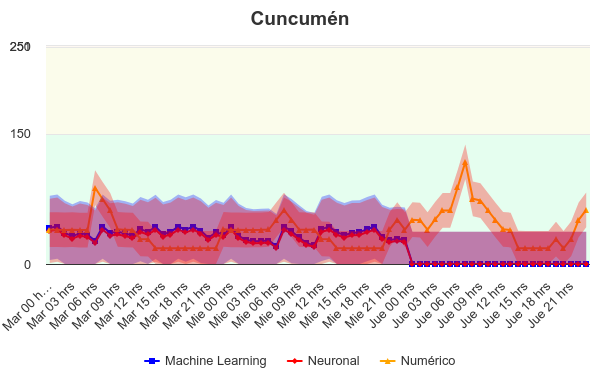 Cuncumén
250
150
0
Mar 00 h...
Mar 03 hrs
Mar 06 hrs
Mar 09 hrs
Mar 12 hrs
Mar 15 hrs
Mar 18 hrs
Mar 21 hrs
Mie 00 hrs
Mie 03 hrs
Mie 06 hrs
Mie 09 hrs
Mie 12 hrs
Mie 15 hrs
Mie 18 hrs
Mie 21 hrs
Jue 00 hrs
Jue 03 hrs
Jue 06 hrs
Jue 09 hrs
Jue 12 hrs
Jue 15 hrs
Jue 18 hrs
Jue 21 hrs
Machine Learning Neuronal Numérico